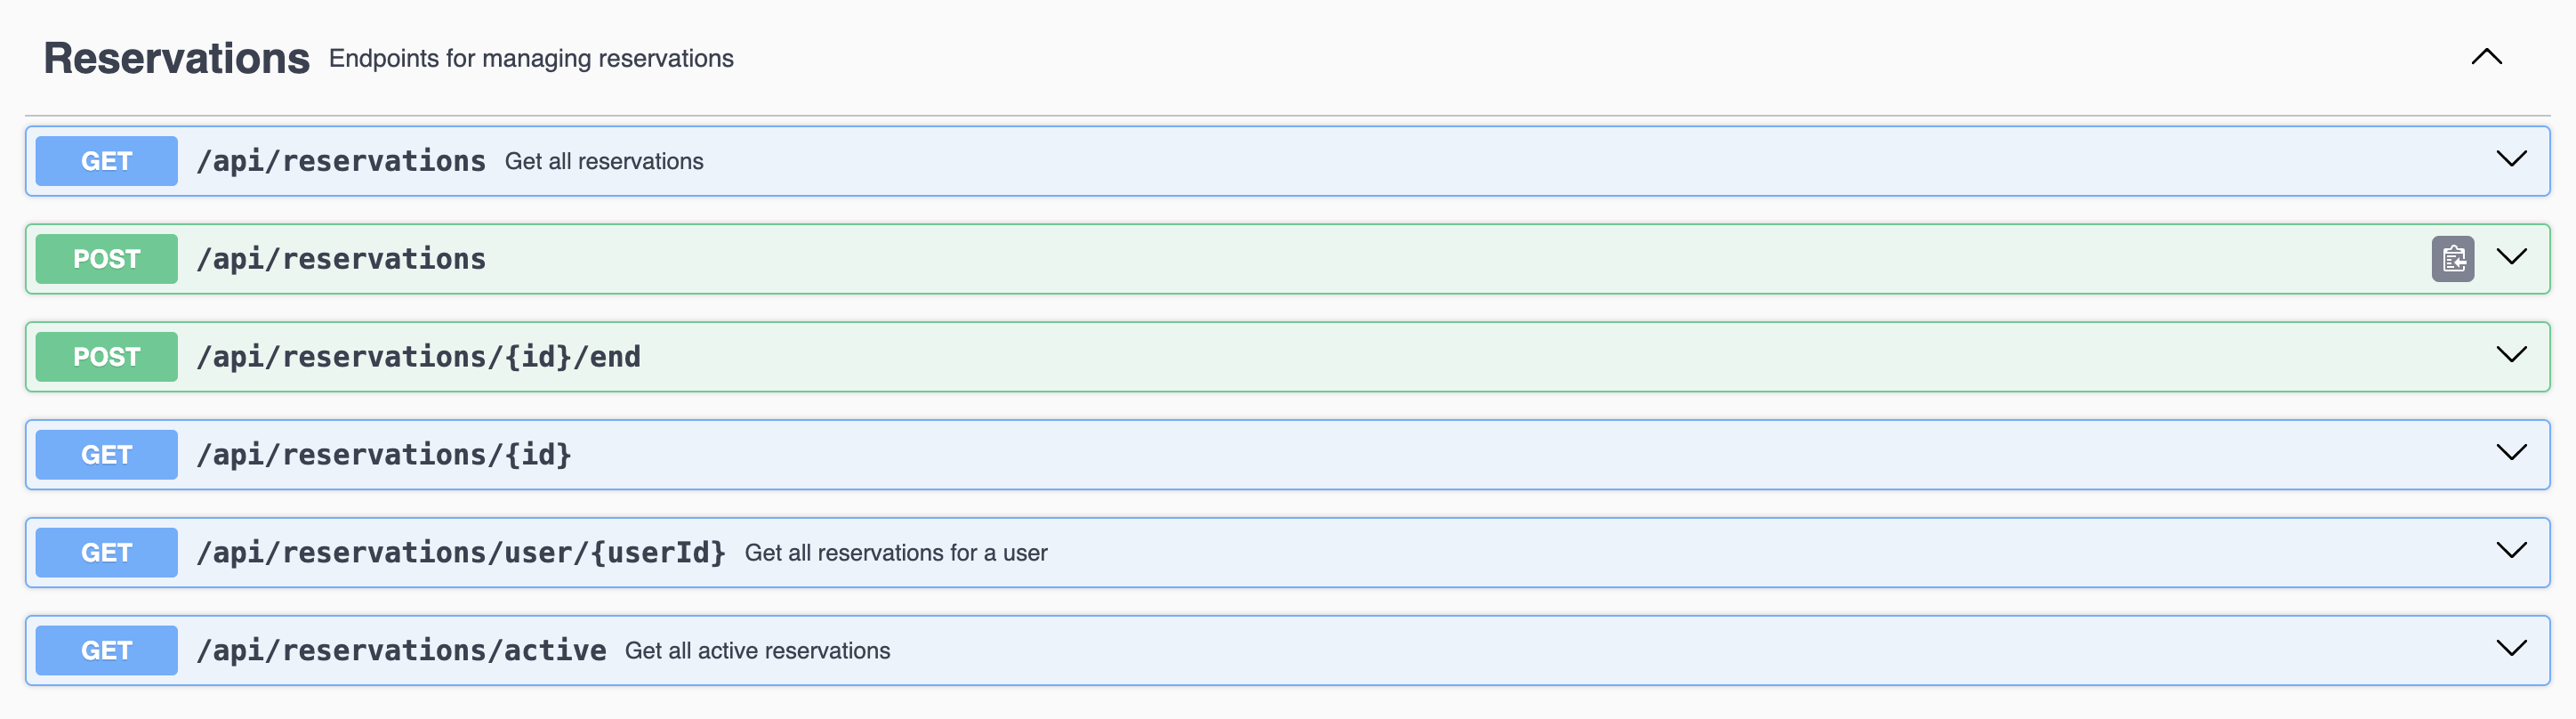 Reservations Endpoints for managing reservations
GET /api/reservations Get all reservations
POST /api/reservations
POST /api/reservations/{id}/end
GET /api/reservations/{id}
GET /api/reservations/user/{userId} Get all reservations for a user
GET /api/reservations/active Get all active reservations